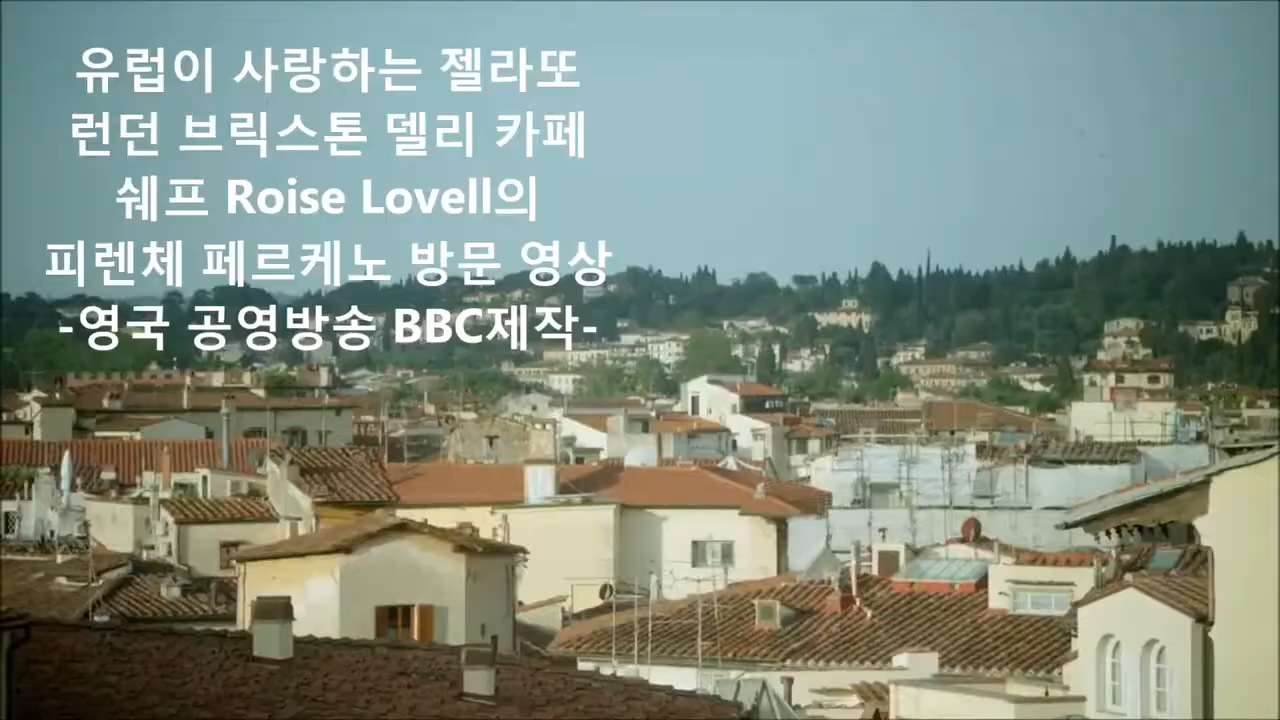 유럽이 사랑하는 젤라또
런던 브릭스톤 델리 카페
쉐프 Roise Lovell의
피렌체 페르케노 방문 영상
-영국 공영방송 BBC제작-